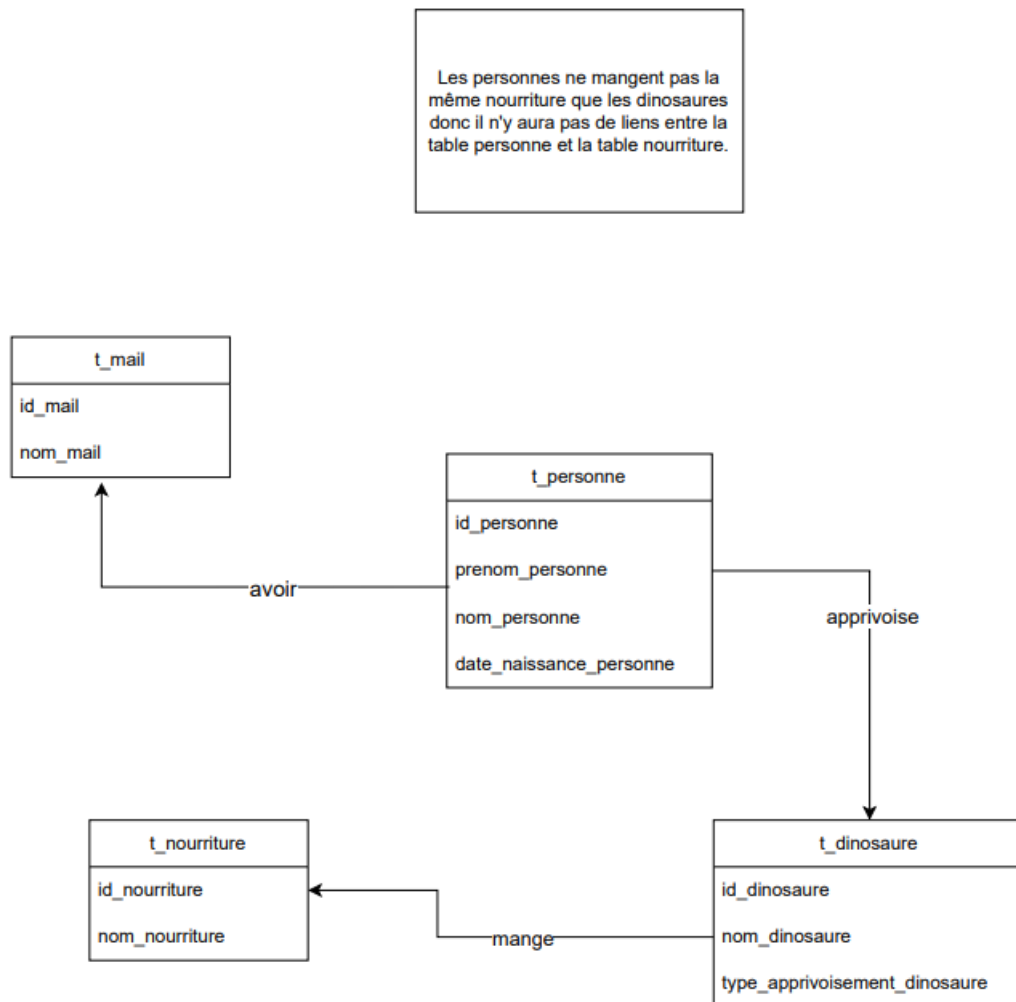 Les personnes ne mangent pas la
même nourriture que les dinosaures
donc il n'y aura pas de liens entre la
table personne et la table nourriture.
t_mail
id_mail
nom_mail
t_personne
id_personne
prenom_personne
nom_personne
date_naissance_personne
avoir
apprivoise
t_nourriture
id_nourriture
nom_nourriture
mange
t_dinosaure
id_dinosaure
nom_dinosaure
type_apprivoisement_dinosaure